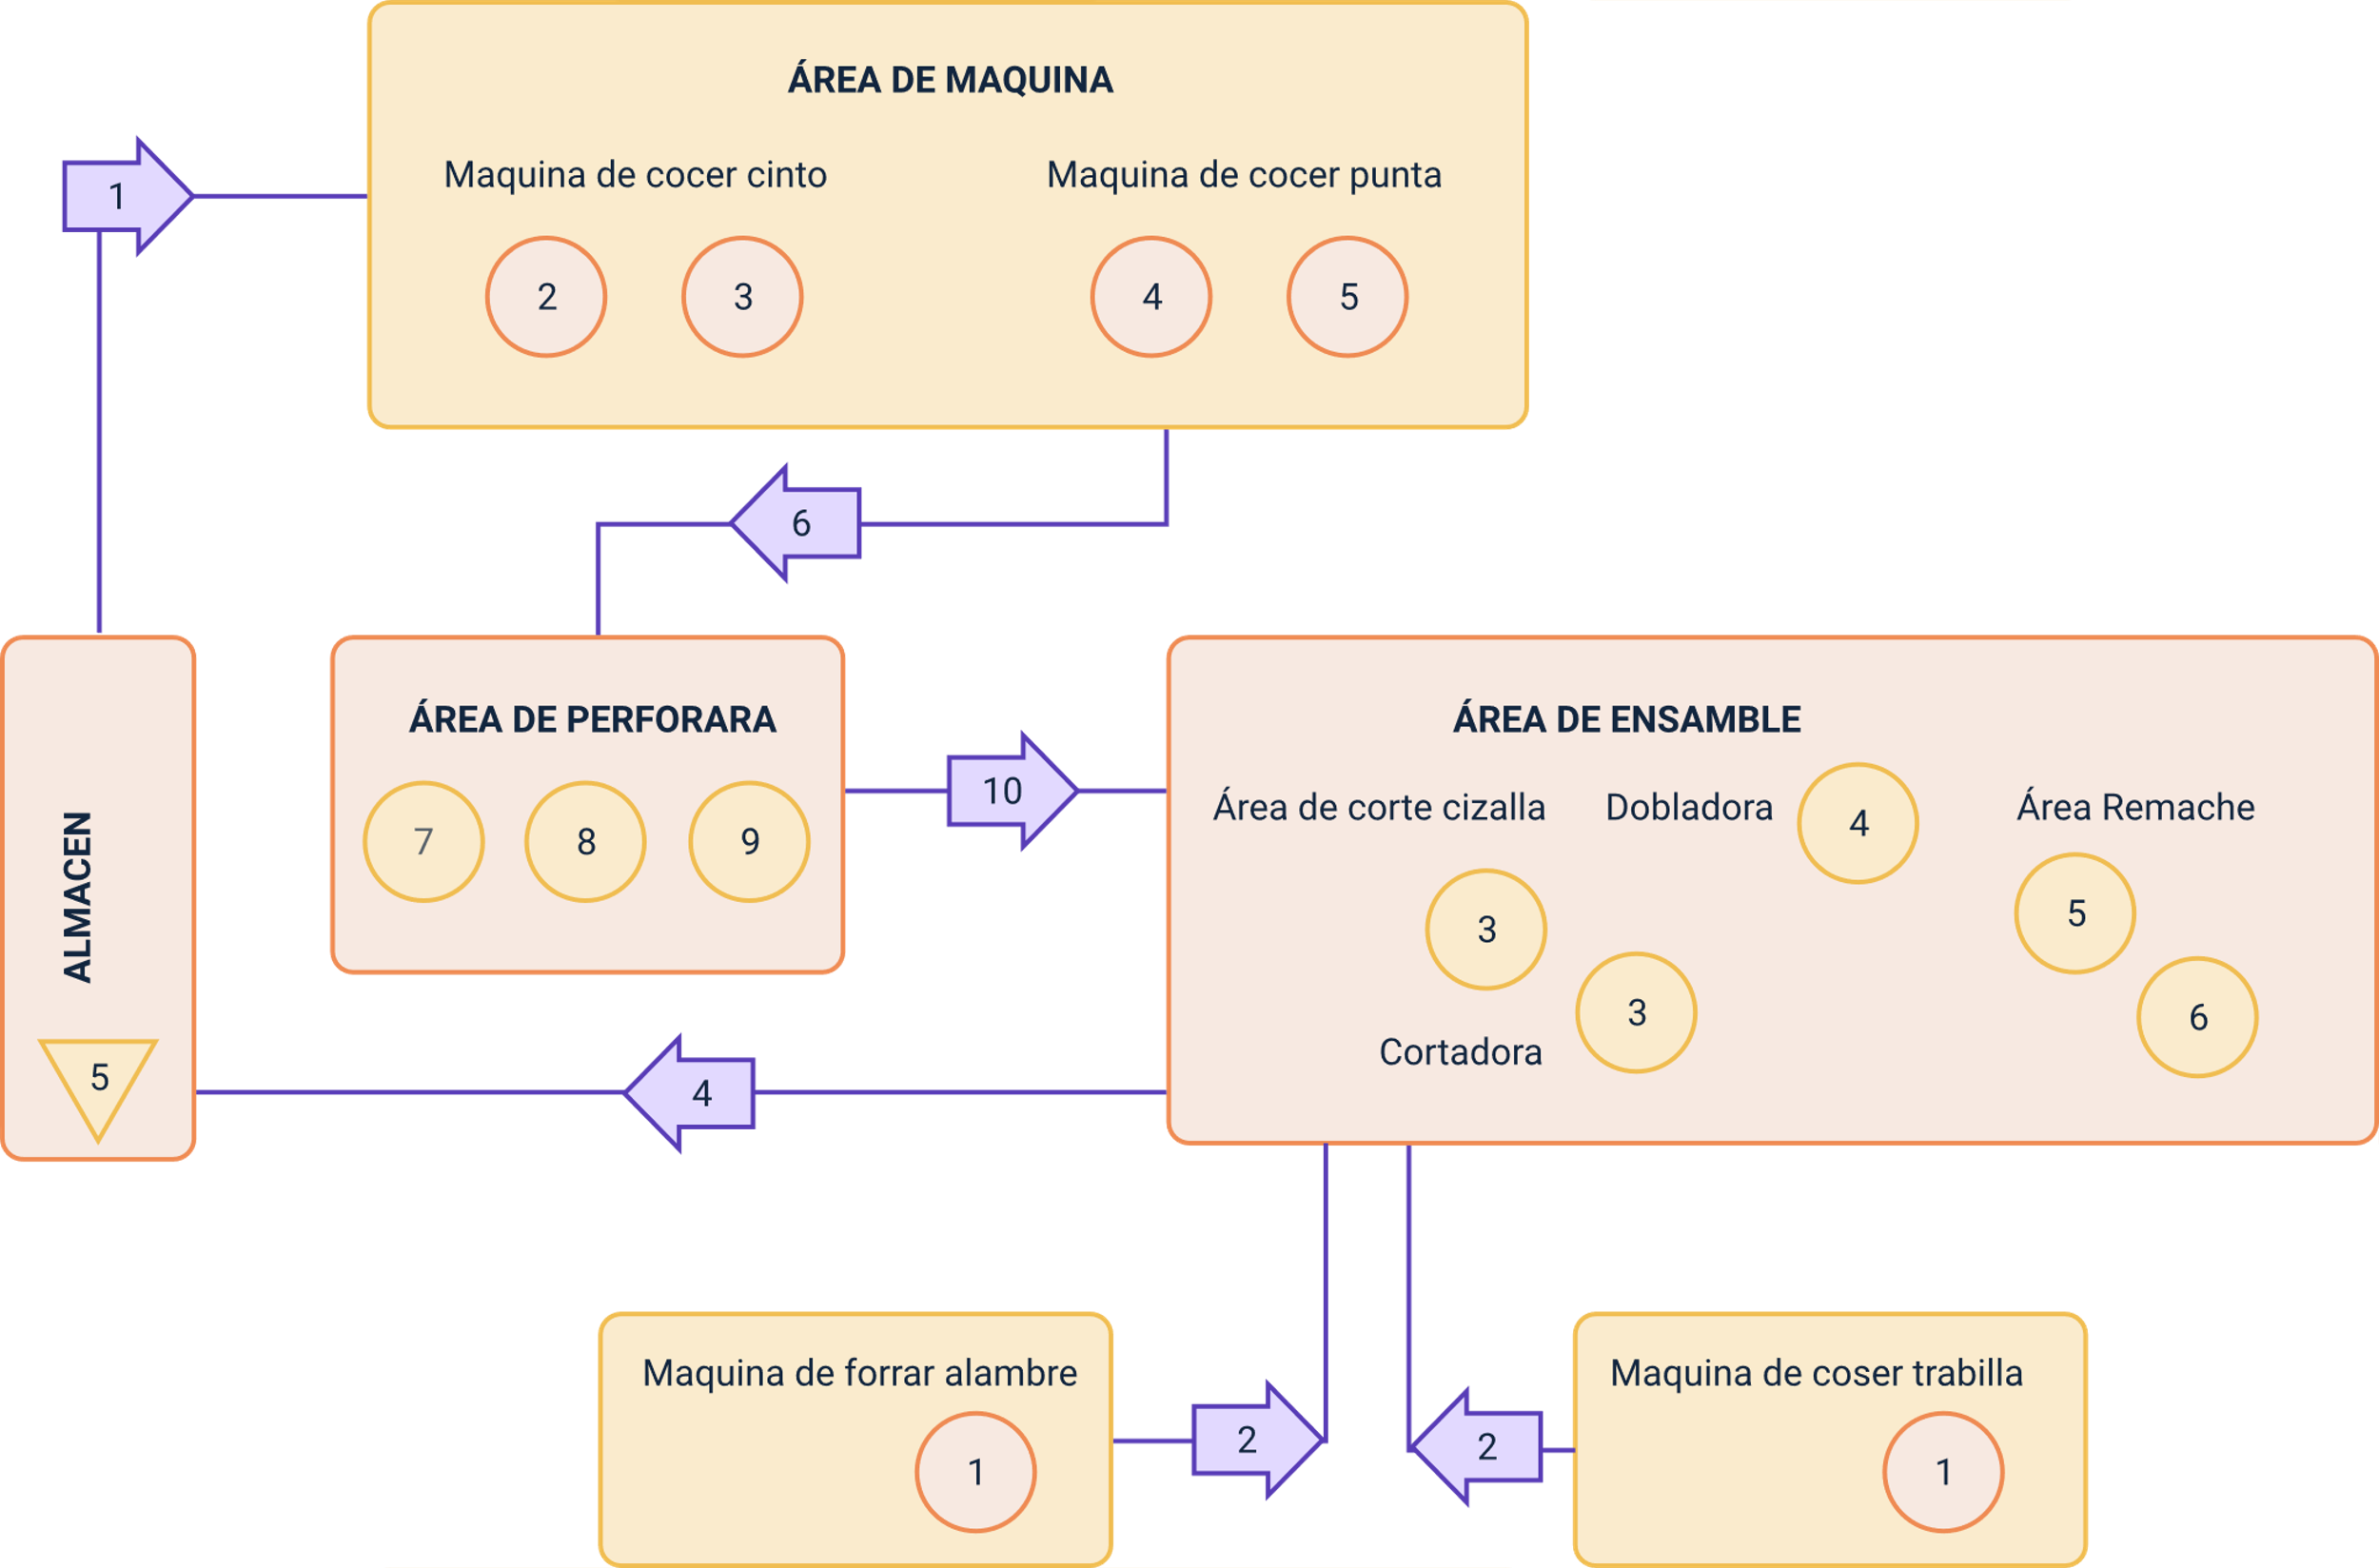 ÁREA DE MAQUINA
Maquina de cocer cinto
Maquina de cocer punta
1
2
3
4
5
6
ALMACEN
5
ÁREA DE PERFORARA
7
8
9
10
ÁREA DE ENSAMBLE
Área de corte cizalla
Dobladora
4
Área Remache
3
5
3
6
Cortadora
4
Maquina de forrar alambre
1
2
Maquina de coser trabilla
2
1